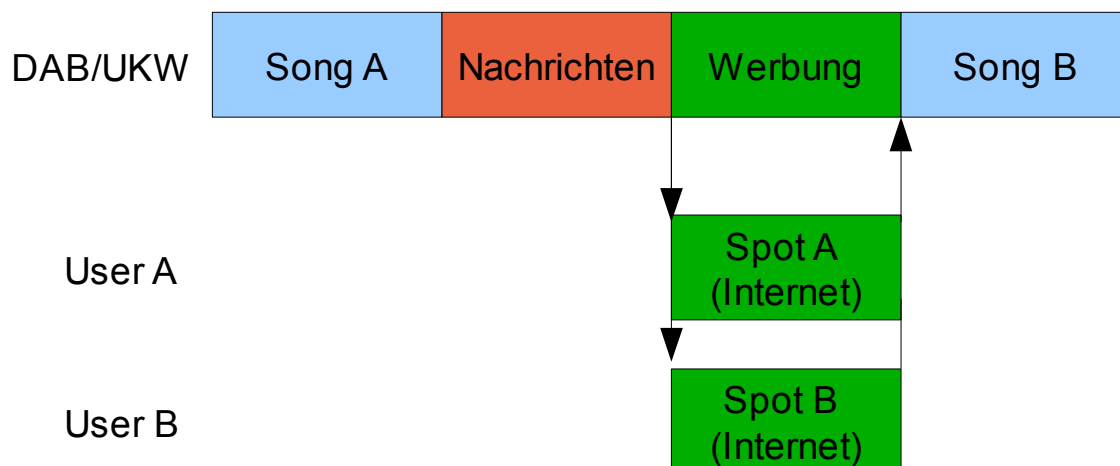 DAB/UKW Song A Nachrichten Werbung Song B
User A
Spot A
(Internet)
User B
Spot B
(Internet)